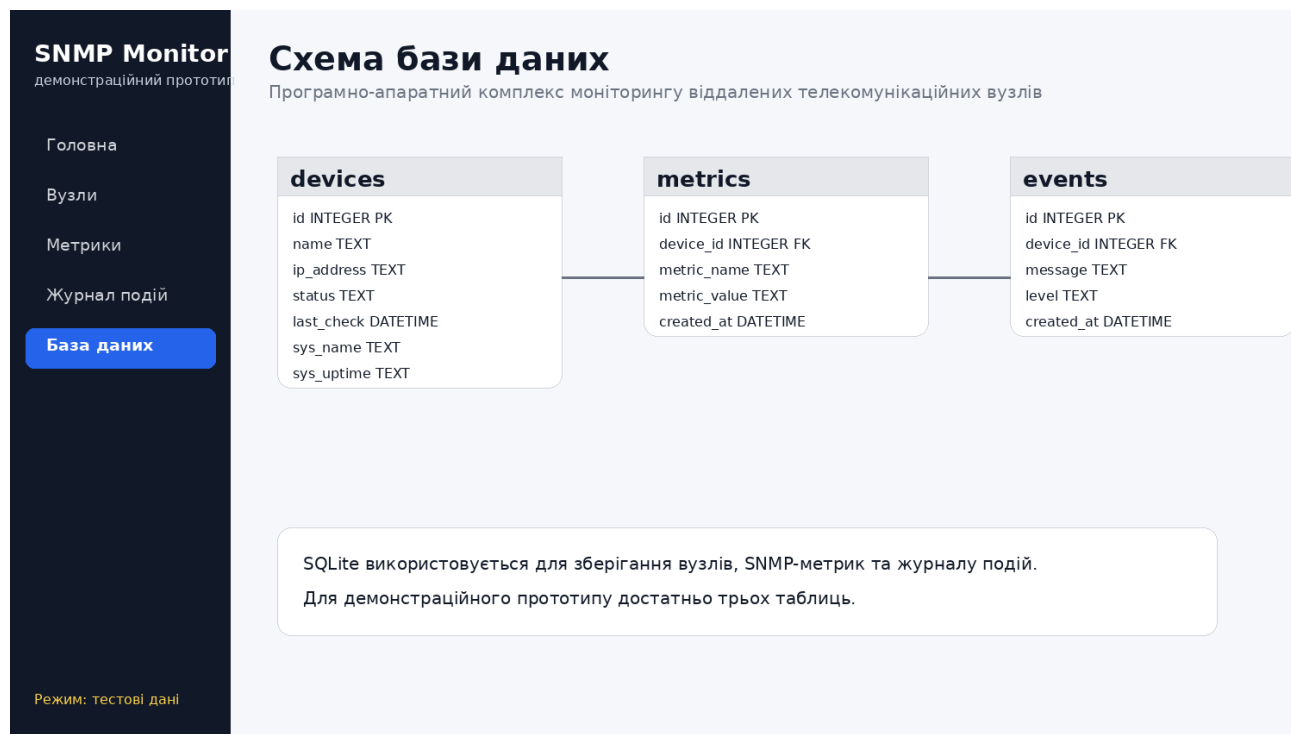 SNMP Monitor
демонстраційний прототип
Головна
Вузли
Метрики
Журнал подій
База даних
Режим: тестові дані
Схема бази даних
Програмно-апаратний комплекс моніторингу віддалених телекомунікаційних вузлів
devices
id INTEGER PK
name TEXT
ip_address TEXT
status TEXT
last_check DATETIME
sys_name TEXT
sys_uptime TEXT
metrics
id INTEGER PK
device_id INTEGER FK
metric_name TEXT
metric_value TEXT
created_at DATETIME
events
id INTEGER PK
device_id INTEGER FK
message TEXT
level TEXT
created_at DATETIME
SQLite використовується для зберігання вузлів, SNMP-метрик та журналу подій.
Для демонстраційного прототипу достатньо трьох таблиць.